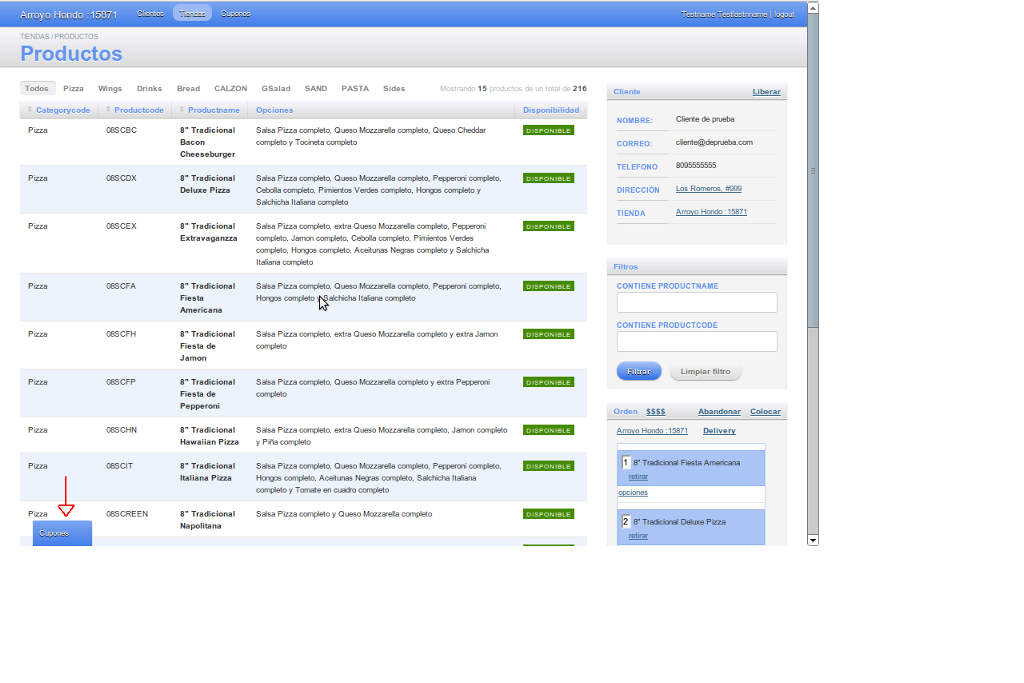 Arroyo Hondo :15871 Clientes Tiendas Cupones Testname Testlastnname | logout
TIENDAS / PRODUCTOS
Productos
Todos Pizza Wings Drinks Bread CALZON GSalad SAND PASTA Sides Mostrando 15 productos de un total de 216
Categorycode Productcode Productname Opciones Disponibilidad
Pizza 08SCBC 8" Tradicional Bacon Cheeseburger
Salsa Pizza completo, Queso Mozzarella completo, Queso Cheddar
completo y Tocineta completo
DISPONIBLE
Pizza 08SCDX 8" Tradicional
Deluxe Pizza
Salsa Pizza completo, Queso Mozzarella completo, Pepperoni completo,
Cebolla completo, Pimientos Verdes completo, Hongos completo y
Salchicha Italiana completo
DISPONIBLE
Pizza 08SCEX 8" Tradicional
Extravaganzza
Salsa Pizza completo, extra Queso Mozzarella completo, Pepperoni
completo, Jamon completo, Cebolla completo, Pimientos Verdes
completo, Hongos completo, Aceitunas Negras completo y Salchicha
Italiana completo
DISPONIBLE
Pizza 08SCFA 8" Tradicional
Fiesta
Americana
Salsa Pizza completo, Queso Mozzarella completo, Pepperoni completo,
Hongos completo y Salchicha Italiana completo
DISPONIBLE
Pizza 08SCFH 8" Tradicional
Fiesta de
Jamon
Salsa Pizza completo, extra Queso Mozzarella completo y extra Jamon
completo
DISPONIBLE
Pizza 08SCFP 8" Tradicional
Fiesta de
Pepperoni
Salsa Pizza completo, Queso Mozzarella completo y extra Pepperoni
completo
DISPONIBLE
Pizza 08SCHN 8" Tradicional
Hawaiian Pizza
Salsa Pizza completo, extra Queso Mozzarella completo, Jamon completo
y Piña completo
DISPONIBLE
Pizza 08SCIT 8" Tradicional
Italiana Pizza
Salsa Pizza completo, Queso Mozzarella completo, Pepperoni completo,
Hongos completo, Aceitunas Negras completo, Salchicha Italiana
completo y Tomate en cuadro completo
DISPONIBLE
Pizza 08SCREEN 8" Tradicional
Napolitana
Salsa Pizza completo y Queso Mozzarella completo
DISPONIBLE
Cupones
Cliente Liberar
NOMBRE: Cliente de prueba
CORREO: cliente@deprueba.com
TELEFONO 8095555555
DIRECCIÓN Los Romeros, #999
TIENDA Arroyo Hondo :15871
Filtros
CONTIENE PRODUCTNAME
CONTIENE PRODUCTCODE
Filtrar Limpiar filtro
Orden $$$$ Abandonar Colocar
Arroyo Hondo :15871 Delivery
1 8" Tradicional Fiesta Americana
retirar
opciones
2 8" Tradicional Deluxe Pizza
retirar